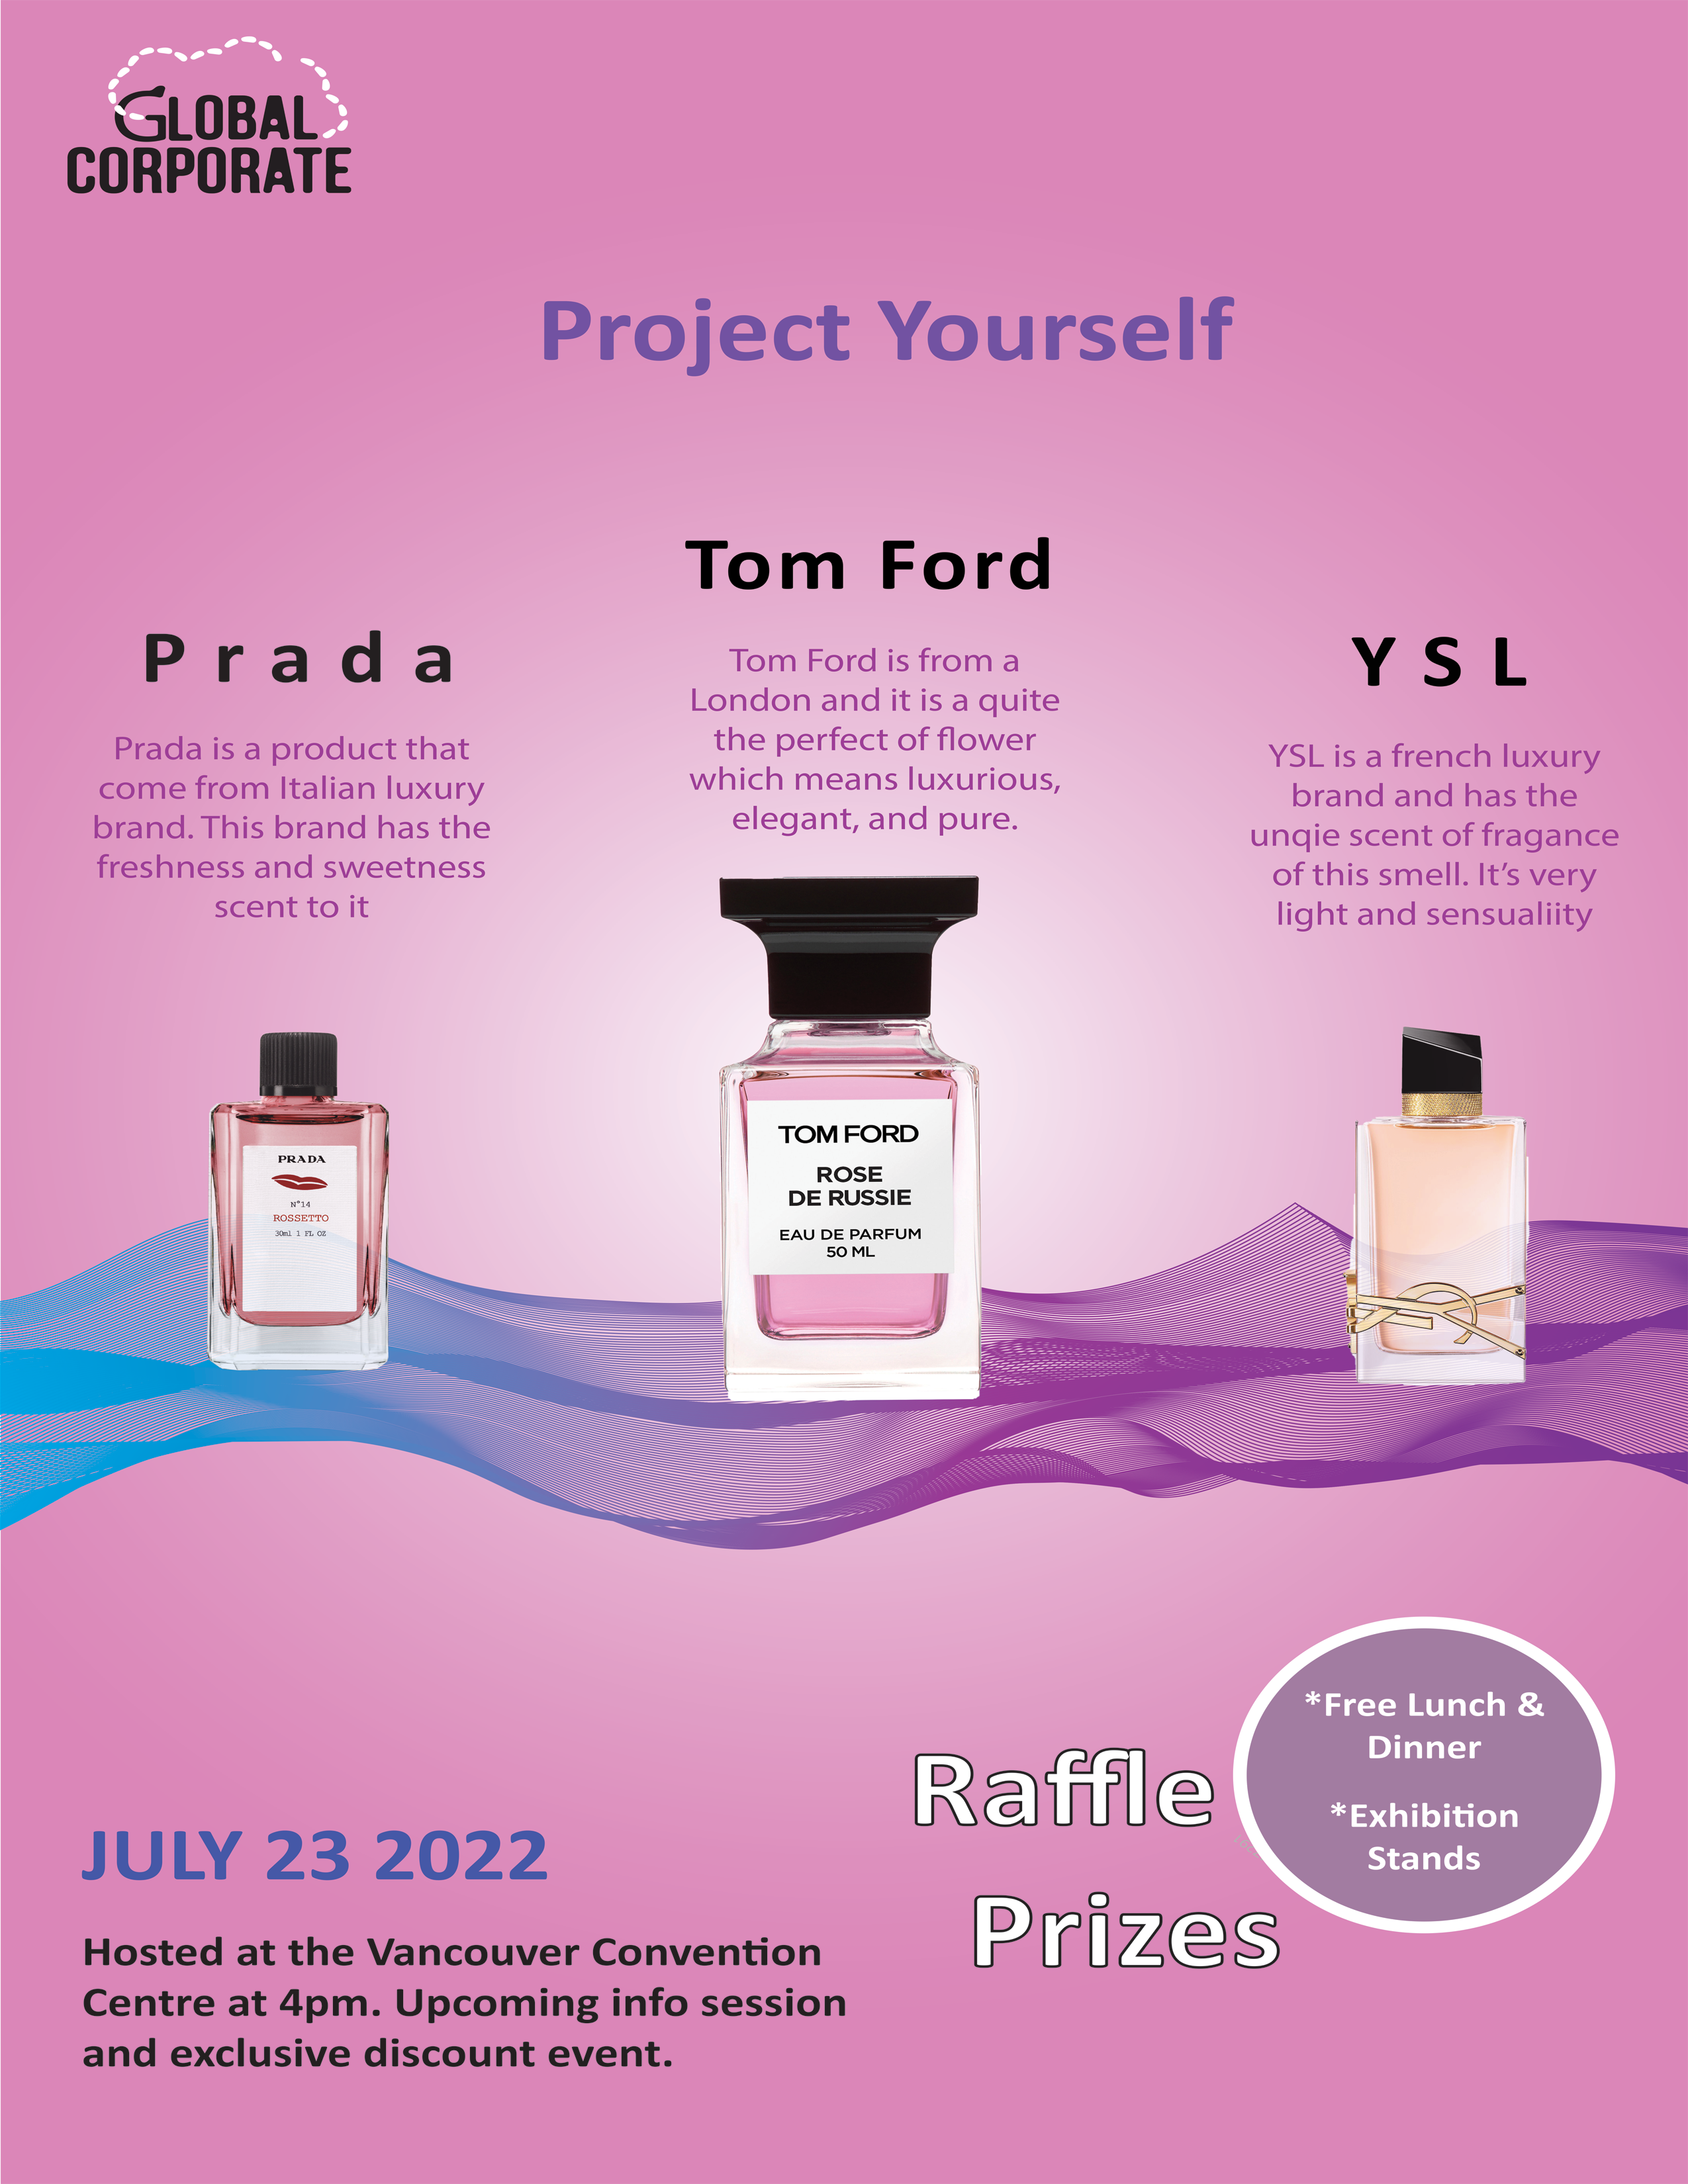 GLOBAL
CORPORATE
Project Yourself
Prada
Prada is a product that
come from Italian luxury
brand. This brand has the
freshness and sweetness
scent to it
Tom Ford
Tom Ford is from a
London and it is a quite
the perfect of flower
which means luxurious,
elegant, and pure.
YSL
YSL is a french luxury
brand and has the
unqie scent of fragance
of this smell. It’s very
light and sensualiity
PRADA
N°14
ROSSETTO
30ml 1 FL OZ
TOM FORD
ROSE
DE RUSSIE
EAU DE PARFUM
50 ML
YSL
*Free Lunch &
Dinner
*Exhibition
Stands
Raffle
Prizes
JULY 23 2022
Hosted at the Vancouver Convention
Centre at 4pm. Upcoming info session
and exclusive discount event.